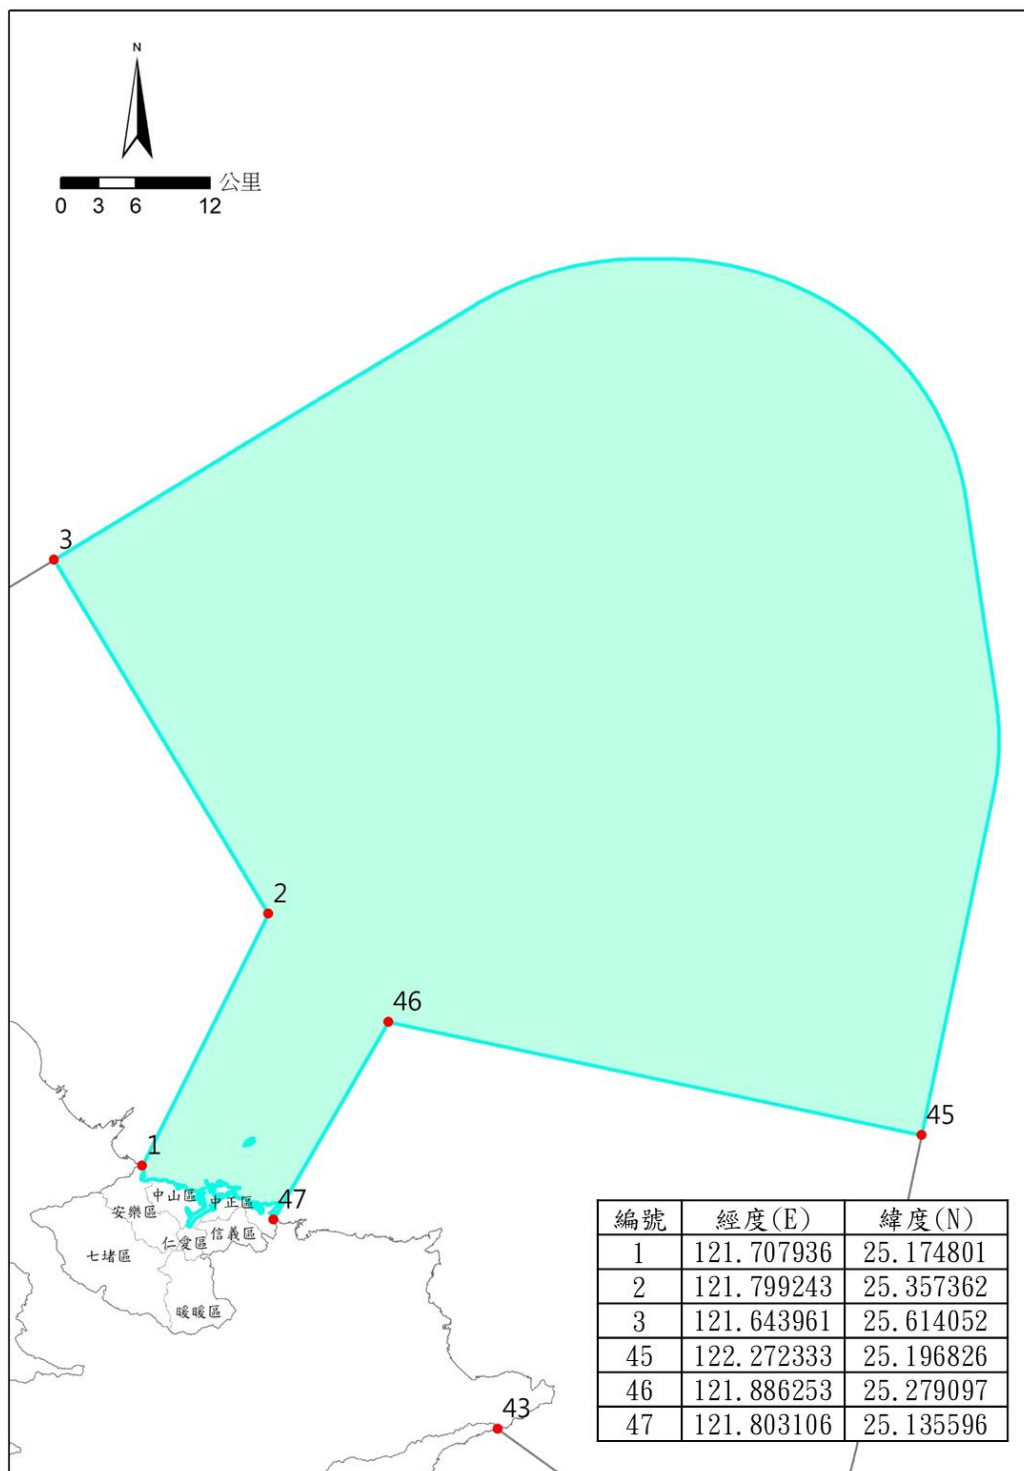 N
公里
0 3 6 12
3
2
46
45
1
47
中山區
中正區
安樂區
信義區
仁愛區
七堵區
暖暖區
43
編號 經度(E) 緯度(N)
1 121.707936 25.174801
2 121.799243 25.357362
3 121.643961 25.614052
45 122.272333 25.196826
46 121.886253 25.279097
47 121.803106 25.135596